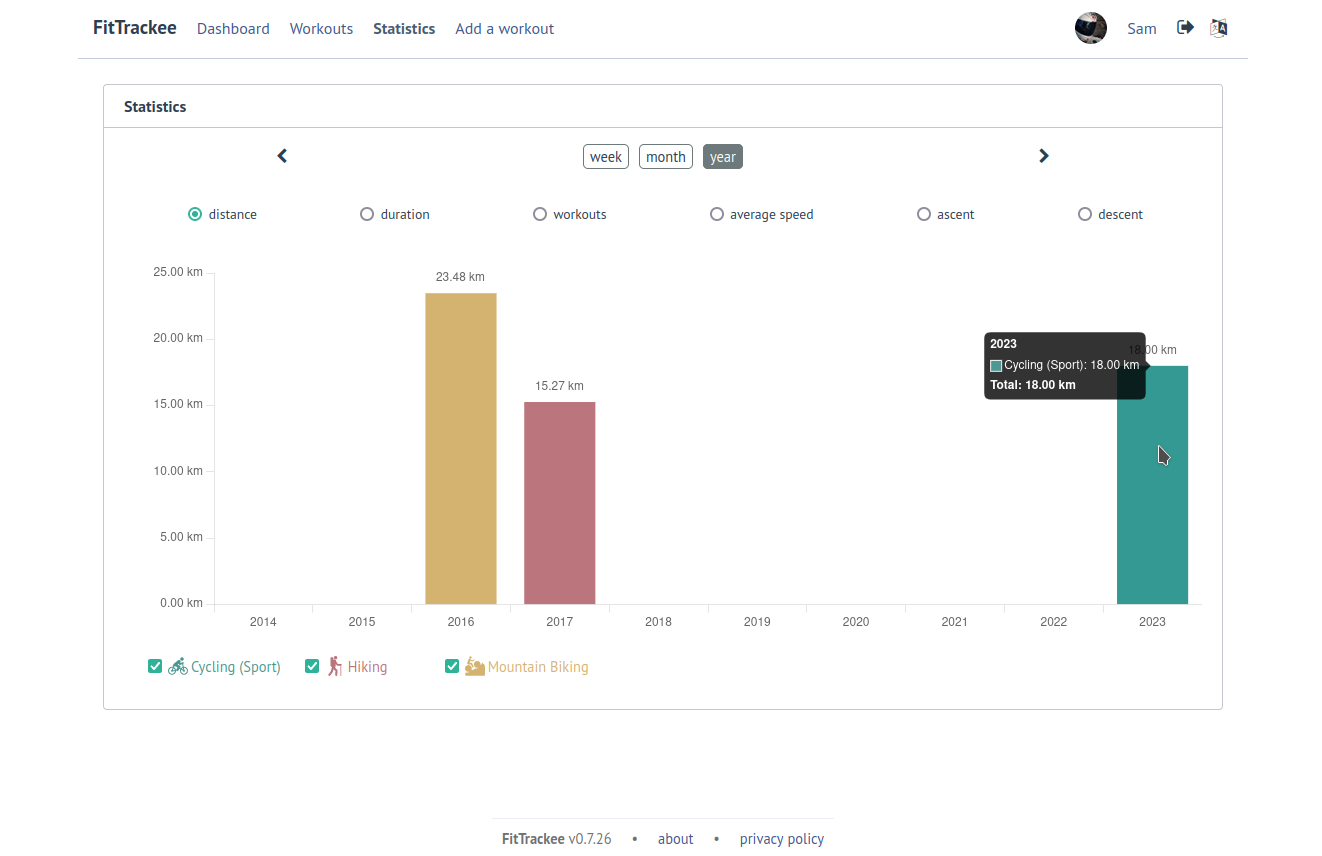 FitTrackee Dashboard Workouts Statistics Add a workout Sam
Statistics
week month year
distance duration workouts average speed ascent descent
25.00 km
23.48 km
20.00 km
2023
18.00 km
Cycling (Sport): 18.00 km
Total: 18.00 km
15.27 km
15.00 km
10.00 km
5.00 km
0.00 km
2014 2015 2016 2017 2018 2019 2020 2021 2022 2023
Cycling (Sport) Hiking Mountain Biking
FitTrackee v0.7.26 • about • privacy policy